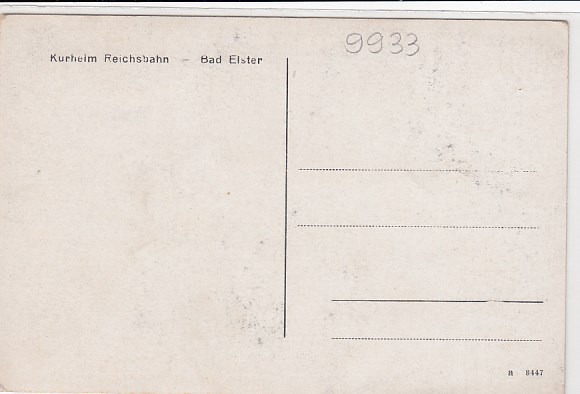 9933
Kurheim Reichsbahn – Bad Elster
R 8447